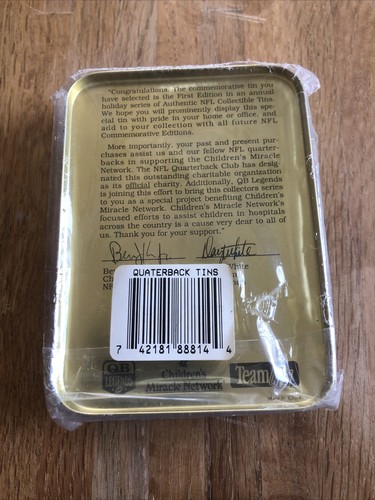 "Congratulations. The commemorative tin you
have selected is the First Edition in an annual
holiday series of Authentic NFL Collectible Tins.
We hope you will prominently display this spe-
cial tin with pride in your home or office, and
add to your collection with all future NFL
Commemorative Editions.
More importantly, your past and present pur-
chases assist us and our fellow NFL quarter-
backs in supporting the Children's Miracle
Network. The NFL Quarterback Club has desig-
nated this outstanding charitable organization
as its official charity. Additionally, QB Legends
is joining this effort to bring this collectors series
to you as a special project benefiting Children's
Miracle Network. Children's Miracle Network's
focused efforts to assist children in hospitals
across the country is a cause very dear to all of
us. Thank you for your support."
White
QUATERBACK TINS
7 42181 88814 4
QB
LEGENDS
Children's
Miracle Network
Team